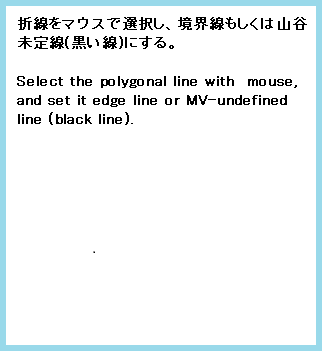 折線をマウスで選択し、境界線もしくは山谷
未定線(黒い線)にする。
Select the polygonal line with mouse,
and set it edge line or MV-undefined
line (black line).